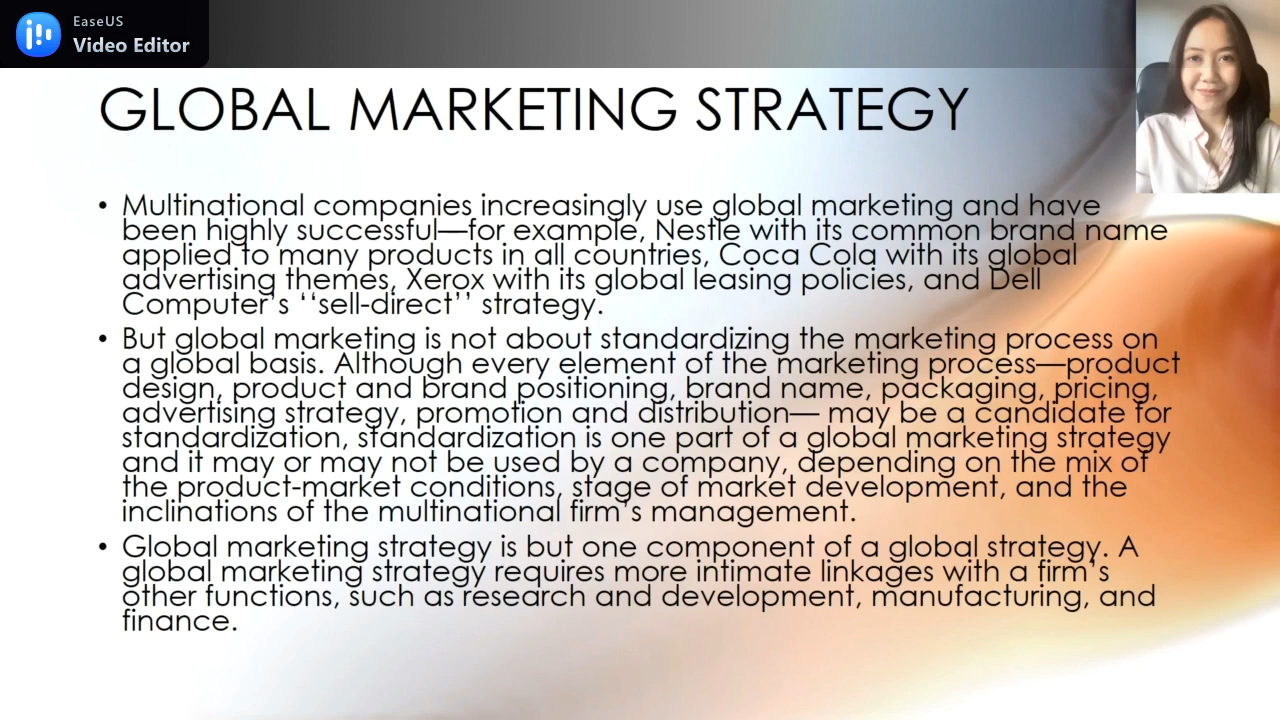 EaseUS
Video Editor
GLOBAL MARKETING STRATEGY
• Multinational companies increasingly use global marketing and have
been highly successful—for example, Nestle with its common brand name
applied to many products in all countries, Coca Cola with its global
advertising themes, Xerox with its global leasing policies, and Dell
Computer's ‘‘sell-direct’’ strategy.
• But global marketing is not about standardizing the marketing process on
a global basis. Although every element of the marketing process—product
design, product and brand positioning, brand name, packaging, pricing,
advertising strategy, promotion and distribution— may be a candidate for
standardization, standardization is one part of a global marketing strategy
and it may or may not be used by a company, depending on the mix of
the product-market conditions, stage of market development, and the
inclinations of the multinational firm's management.
• Global marketing strategy is but one component of a global strategy. A
global marketing strategy requires more intimate linkages with a firm's
other functions, such as research and development, manufacturing, and
finance.